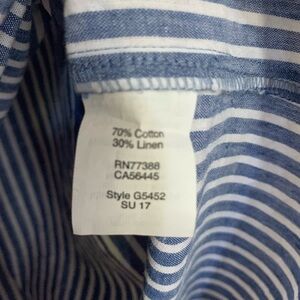 70% Cotton
30% Linen
RN77388
CA56445
Style G5452
SU 17